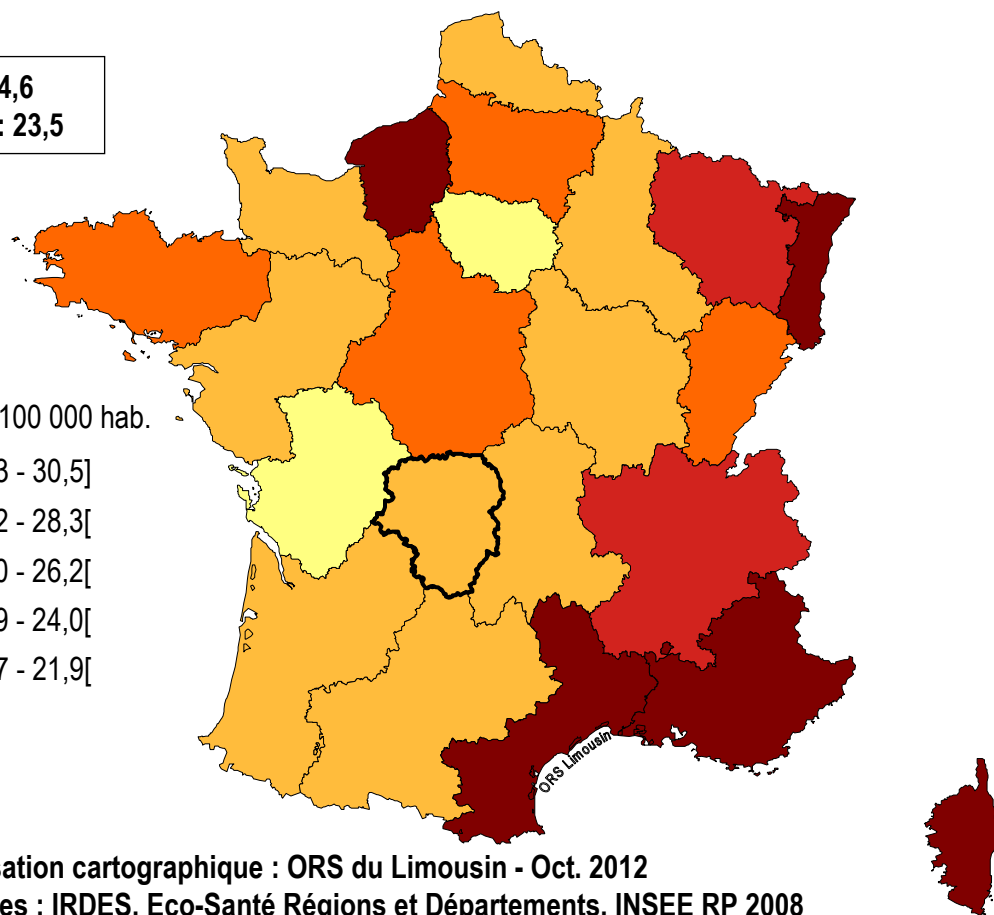 4,6
: 23,5
100 000 hab.
3 - 30,5]
2 - 28,3[
0 - 26,2[
9 - 24,0[
7 - 21,9[
ORS Limousin
sation cartographique : ORS du Limousin - Oct. 2012
es : IRDES, Eco-Santé Régions et Départements, INSEE RP 2008